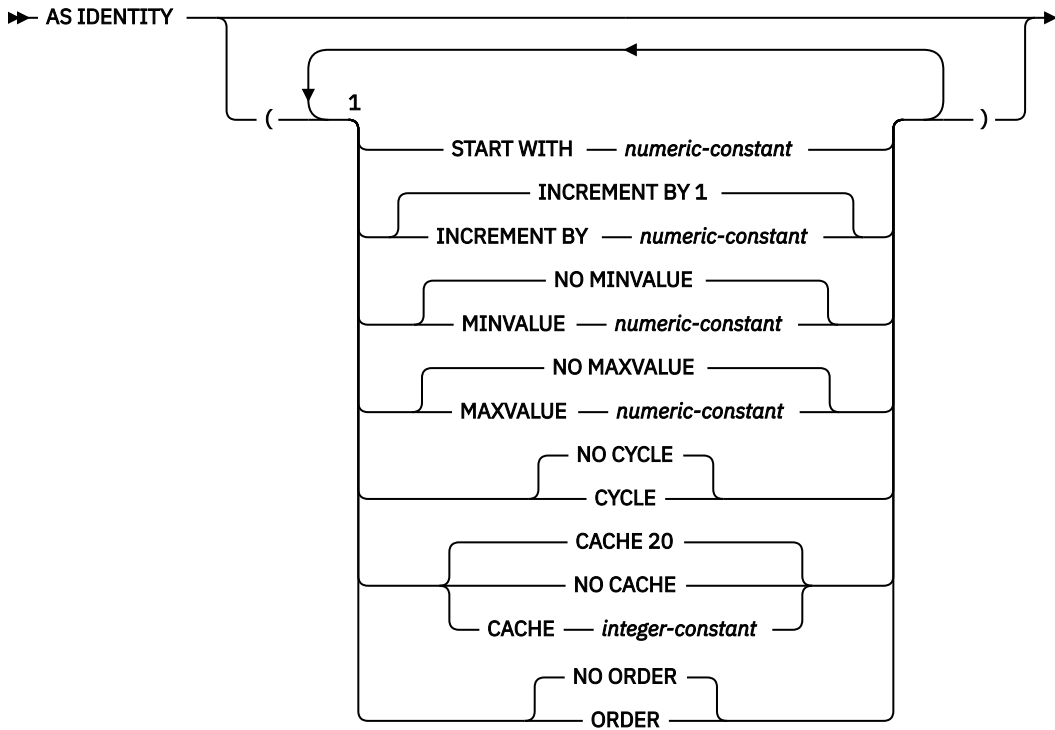 AS IDENTITY
1
(
)
START WITH numeric-constant
INCREMENT BY 1
INCREMENT BY numeric-constant
NO MINVALUE
MINVALUE numeric-constant
NO MAXVALUE
MAXVALUE numeric-constant
NO CYCLE
CYCLE
CACHE 20
NO CACHE
CACHE integer-constant
NO ORDER
ORDER